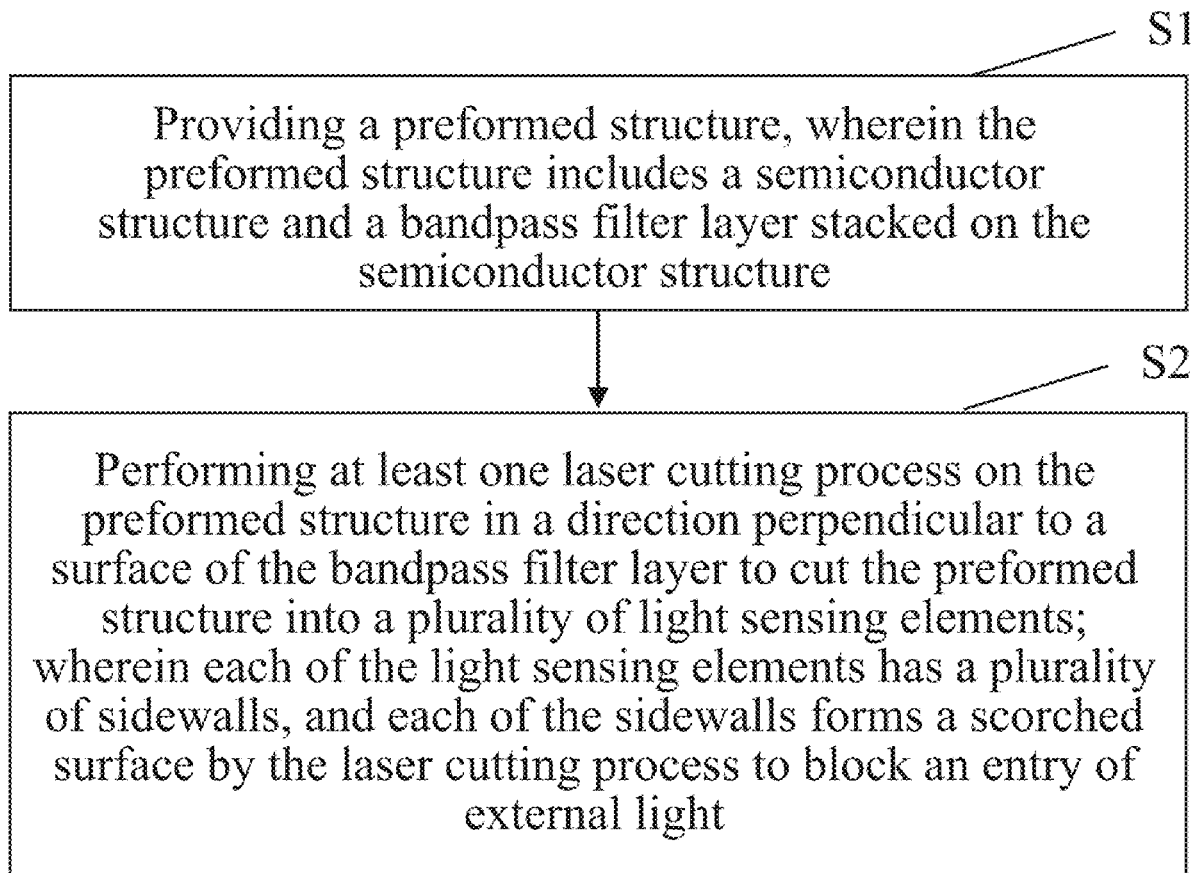 S1
Providing a preformed structure, wherein the
preformed structure includes a semiconductor
structure and a bandpass filter layer stacked on the
semiconductor structure
S2
Performing at least one laser cutting process on the
preformed structure in a direction perpendicular to a
surface of the bandpass filter layer to cut the preformed
structure into a plurality of light sensing elements;
wherein each of the light sensing elements has a plurality
of sidewalls, and each of the sidewalls forms a scorched
surface by the laser cutting process to block an entry of
external light